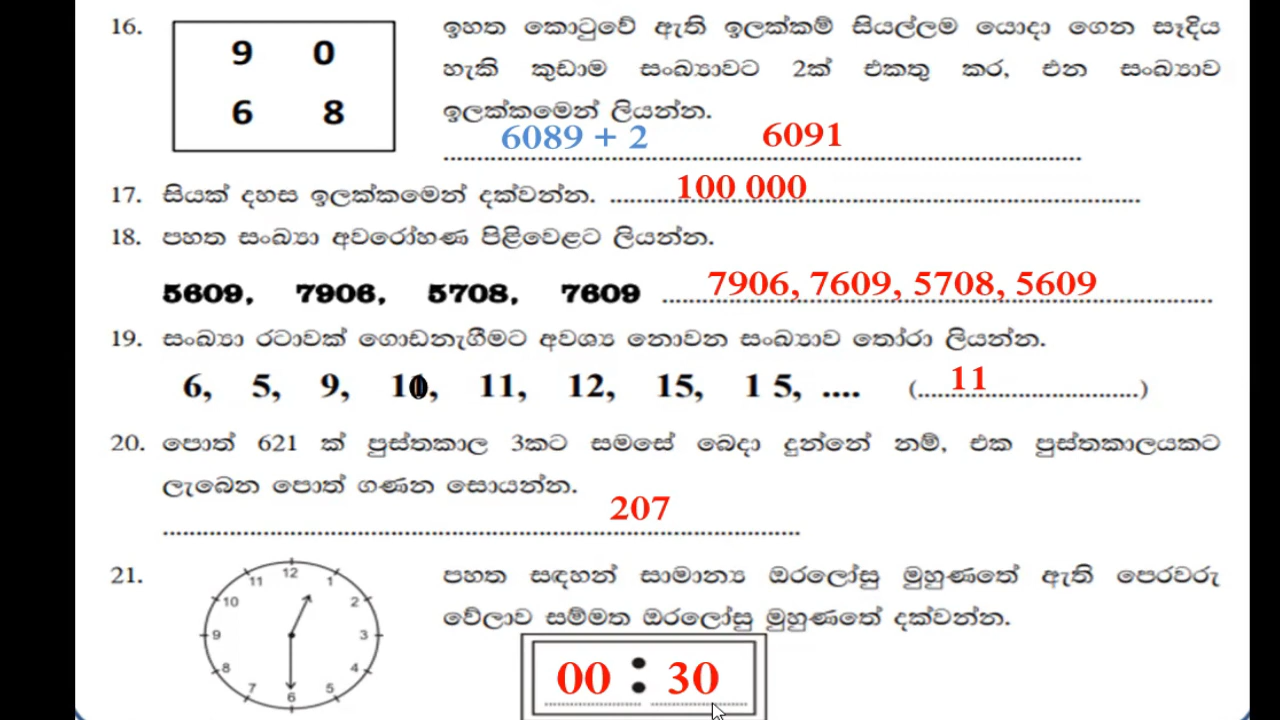 16. 9 0 ඉහත කොටුවේ ඇති ඉලක්කම් සියල්ලම යොදා ගෙන සෑදිය
6 8 හැකි කුඩාම සංඛ්‍යාවට 2ක් එකතු කර, එන සංඛ්‍යාව
ඉලක්කමෙන් ලියන්න.
6089 + 2 6091
17. සියක් දහස ඉලක්කමෙන් දක්වන්න. 100 000
18. පහත සංඛ්‍යා අවරෝහණ පිළිවෙළට ලියන්න.
5609, 7906, 5708, 7609 7906, 7609, 5708, 5609
19. සංඛ්‍යා රටාවක් ගොඩනැගීමට අවශ්‍ය නොවන සංඛ්‍යාව තෝරා ලියන්න.
6, 5, 9, 10, 11, 12, 15, 1 5, .... (11)
20. පොත් 621 ක් පුස්තකාල 3කට සමසේ බෙදා දුන්නේ නම්, එක පුස්තකාලයකට
ලැබෙන පොත් ගණන සොයන්න.
207
21. පහත සඳහන් සාමාන්‍ය ඔරලෝසු මුහුණතේ ඇති පෙරවරු
වේලාව සම්මත ඔරලෝසු මුහුණතේ දක්වන්න.
12 1 2 3 4 5 6 7 8 9 10 11
00 : 30